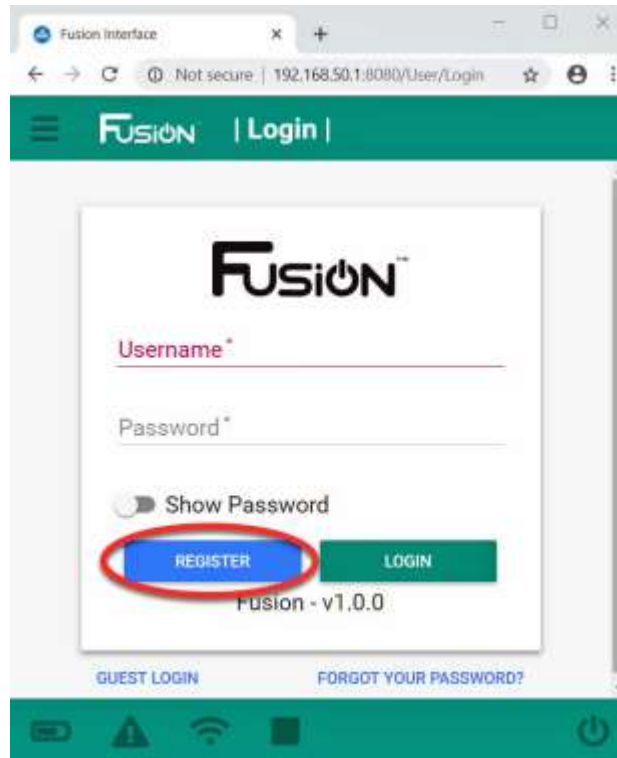 Fusion Interface
Not secure | 192.168.50.1:8080/User/Login
FUSiON | Login |
FUSiON™
Username*
Password*
Show Password
REGISTER LOGIN
Fusion - v1.0.0
GUEST LOGIN FORGOT YOUR PASSWORD?